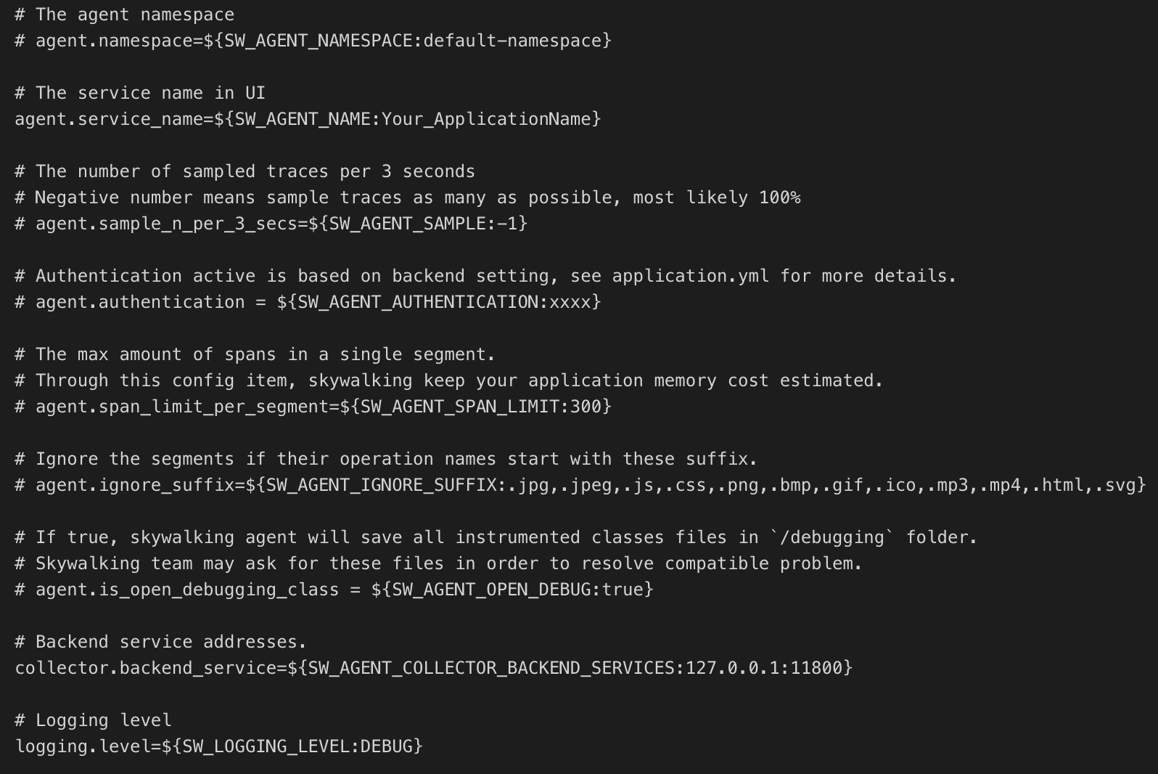 # The agent namespace
# agent.namespace=${SW_AGENT_NAMESPACE:default-namespace}
# The service name in UI
agent.service_name=${SW_AGENT_NAME:Your_ApplicationName}
# The number of sampled traces per 3 seconds
# Negative number means sample traces as many as possible, most likely 100%
# agent.sample_n_per_3_secs=${SW_AGENT_SAMPLE:-1}
# Authentication active is based on backend setting, see application.yml for more details.
# agent.authentication = ${SW_AGENT_AUTHENTICATION:xxxx}
# The max amount of spans in a single segment.
# Through this config item, skywalking keep your application memory cost estimated.
# agent.span_limit_per_segment=${SW_AGENT_SPAN_LIMIT:300}
# Ignore the segments if their operation names start with these suffix.
# agent.ignore_suffix=${SW_AGENT_IGNORE_SUFFIX:.jpg,.jpeg,.js,.css,.png,.bmp,.gif,.ico,.mp3,.mp4,.html,.svg}
# If true, skywalking agent will save all instrumented classes files in `/debugging` folder.
# Skywalking team may ask for these files in order to resolve compatible problem.
# agent.is_open_debugging_class = ${SW_AGENT_OPEN_DEBUG:true}
# Backend service addresses.
collector.backend_service=${SW_AGENT_COLLECTOR_BACKEND_SERVICES:127.0.0.1:11800}
# Logging level
logging.level=${SW_LOGGING_LEVEL:DEBUG}